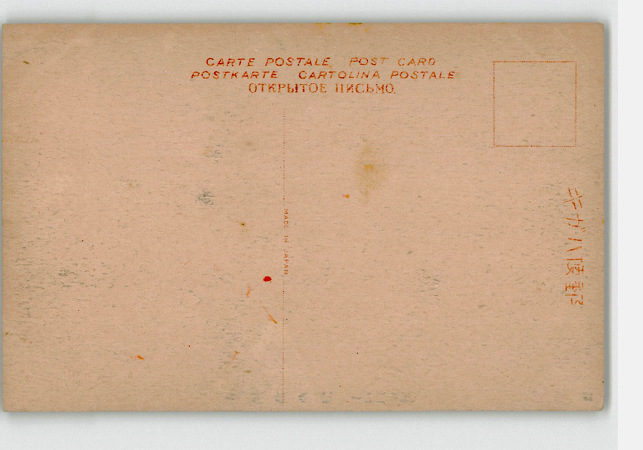 CARTE POSTALE POST CARD
POSTKARTE CARTOLINA POSTALE
ОТКРЫТОЕ ПИСЬМО.
MADE IN JAPAN